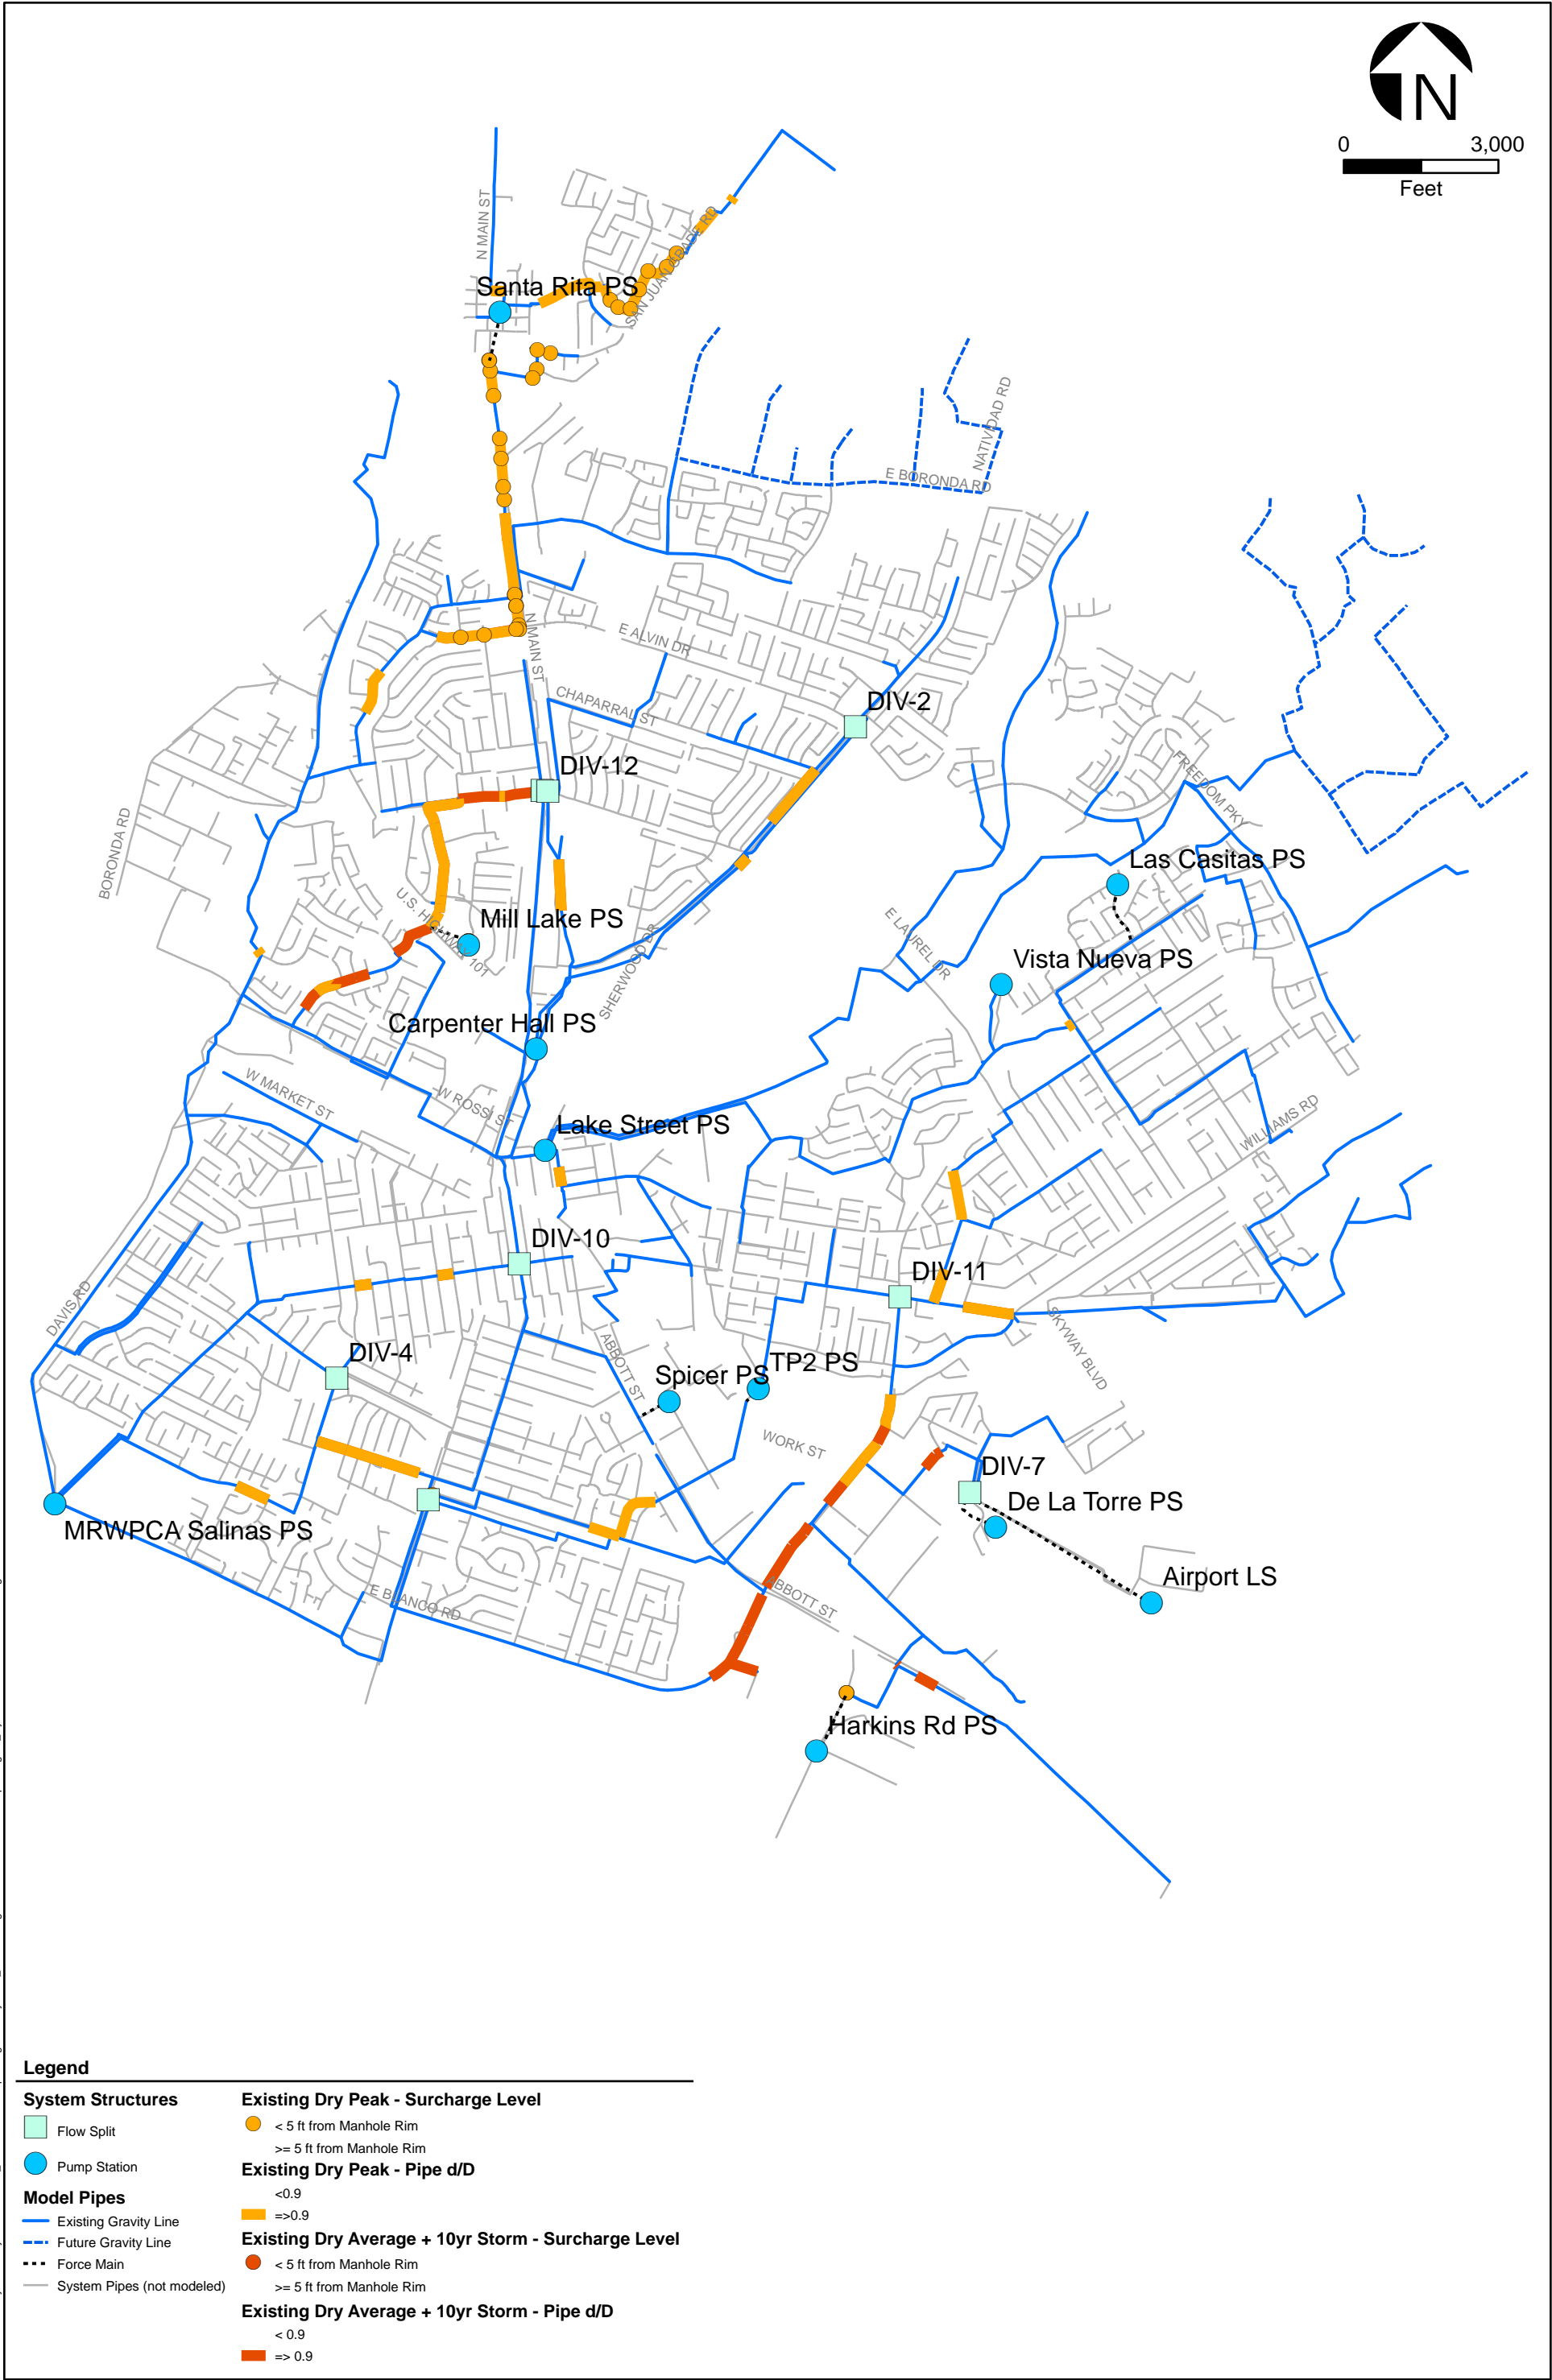 N
0 3,000
Feet
N MAIN ST
SAN JUAN GRADE RD
Santa Rita PS
NATIVIDAD RD
E BORONDA RD
N MAIN ST
E ALVIN DR
CHAPARRAL ST
DIV-2
DIV-12
FREEDOM PKY
BORONDA RD
Las Casitas PS
U.S. HIGHWAY 101
Mill Lake PS
E LAUREL DR
SHERWOOD DR
Vista Nueva PS
Carpenter Hall PS
W MARKET ST
W ROSSI ST
Lake Street PS
WILLIAMS RD
DIV-10
DIV-11
DAVIS RD
SKYWAY BLVD
ABBOTT ST
DIV-4
Spicer PS
TP2 PS
WORK ST
DIV-7
De La Torre PS
MRWPCA Salinas PS
Airport LS
E BLANCO RD
ABBOTT ST
Harkins Rd PS
Legend
System Structures
Flow Split
Pump Station
Model Pipes
Existing Gravity Line
Future Gravity Line
Force Main
System Pipes (not modeled)
Existing Dry Peak - Surcharge Level
< 5 ft from Manhole Rim
>= 5 ft from Manhole Rim
Existing Dry Peak - Pipe d/D
<0.9
=>0.9
Existing Dry Average + 10yr Storm - Surcharge Level
< 5 ft from Manhole Rim
>= 5 ft from Manhole Rim
Existing Dry Average + 10yr Storm - Pipe d/D
< 0.9
=> 0.9